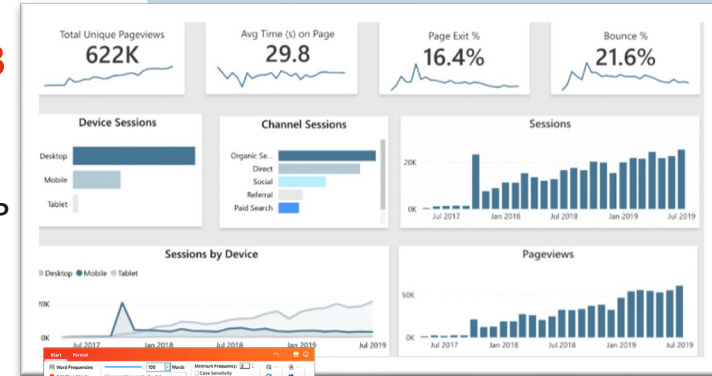 Total Unique Pageviews
622K
Avg Time (s) on Page
29.8
Page Exit %
16.4%
Bounce %
21.6%
Device Sessions
Desktop
Mobile
Tablet
Channel Sessions
Organic Se...
Direct
Social
Referral
Paid Search
Sessions
20K
0K
Jul 2017 Jan 2018 Jul 2018 Jan 2019 Jul 2019
Sessions by Device
Desktop Mobile Tablet
0K
Jul 2017 Jan 2018 Jul 2018 Jan 2019 Jul 2019
Pageviews
50K
0K
Jul 2017 Jan 2018 Jul 2018 Jan 2019 Jul 2019
Start Format
Word Frequencies 100 Words Minimum Frequency:
Case Sensitivity